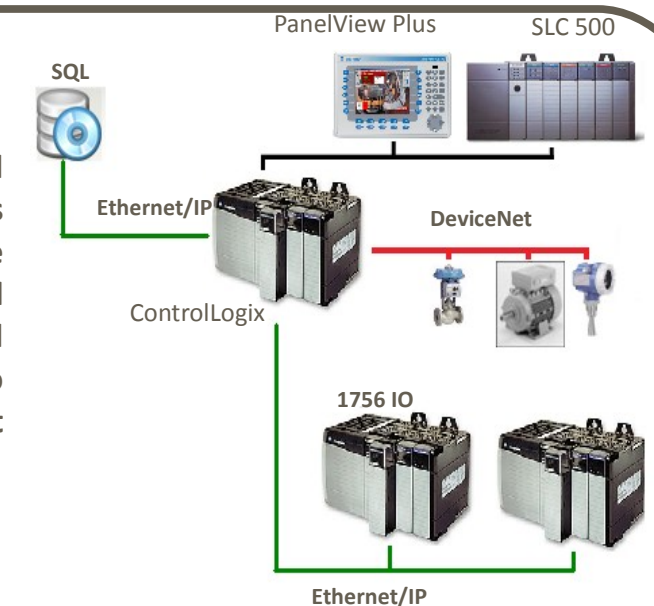 PanelView Plus
SLC 500
SQL
Ethernet/IP
DeviceNet
ControlLogix
1756 IO
Ethernet/IP